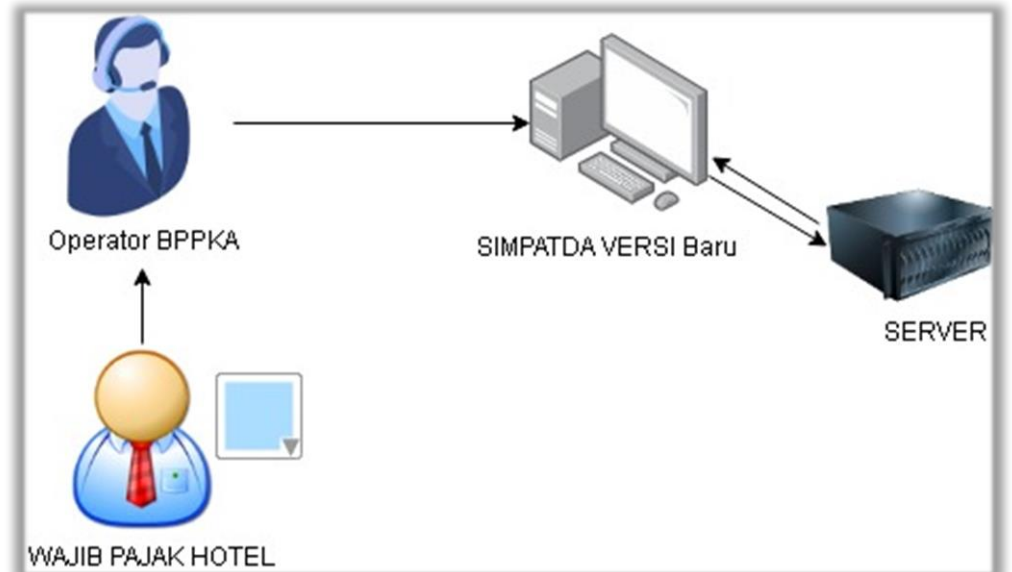 Operator BPPKA
SIMPATDA VERSI Baru
SERVER
WAJIB PAJAK HOTEL